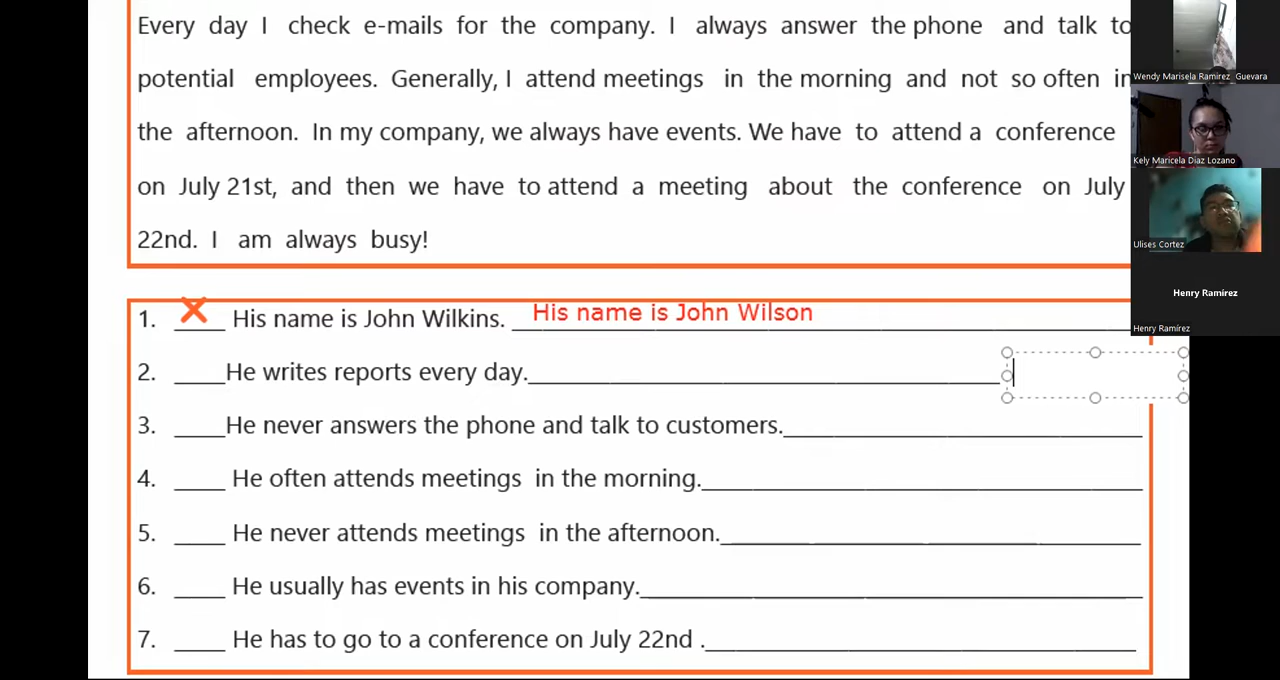 Every day I check e-mails for the company. I always answer the phone and talk to
potential employees. Generally, I attend meetings in the morning and not so often in
the afternoon. In my company, we always have events. We have to attend a conference
on July 21st, and then we have to attend a meeting about the conference on July
22nd. I am always busy!
1. ____ His name is John Wilkins. His name is John Wilson
2. ____He writes reports every day.
3. ____He never answers the phone and talk to customers.
4. ____ He often attends meetings in the morning.
5. ____ He never attends meetings in the afternoon.
6. ____ He usually has events in his company.
7. ____ He has to go to a conference on July 22nd .
Wendy Marisela Ramirez Guevara
Kely Maricela Diaz Lozano
Ulises Cortez
Henry Ramírez
Henry Ramírez